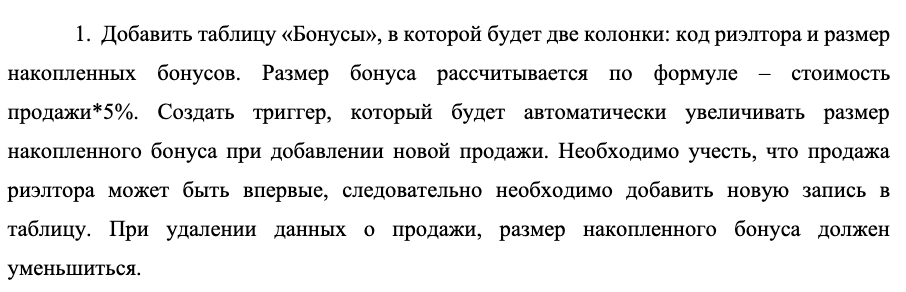 1. Добавить таблицу «Бонусы», в которой будет две колонки: код риэлтора и размер
накопленных бонусов. Размер бонуса рассчитывается по формуле – стоимость
продажи*5%. Создать триггер, который будет автоматически увеличивать размер
накопленного бонуса при добавлении новой продажи. Необходимо учесть, что продажа
риэлтора может быть впервые, следовательно необходимо добавить новую запись в
таблицу. При удалении данных о продажи, размер накопленного бонуса должен
уменьшиться.